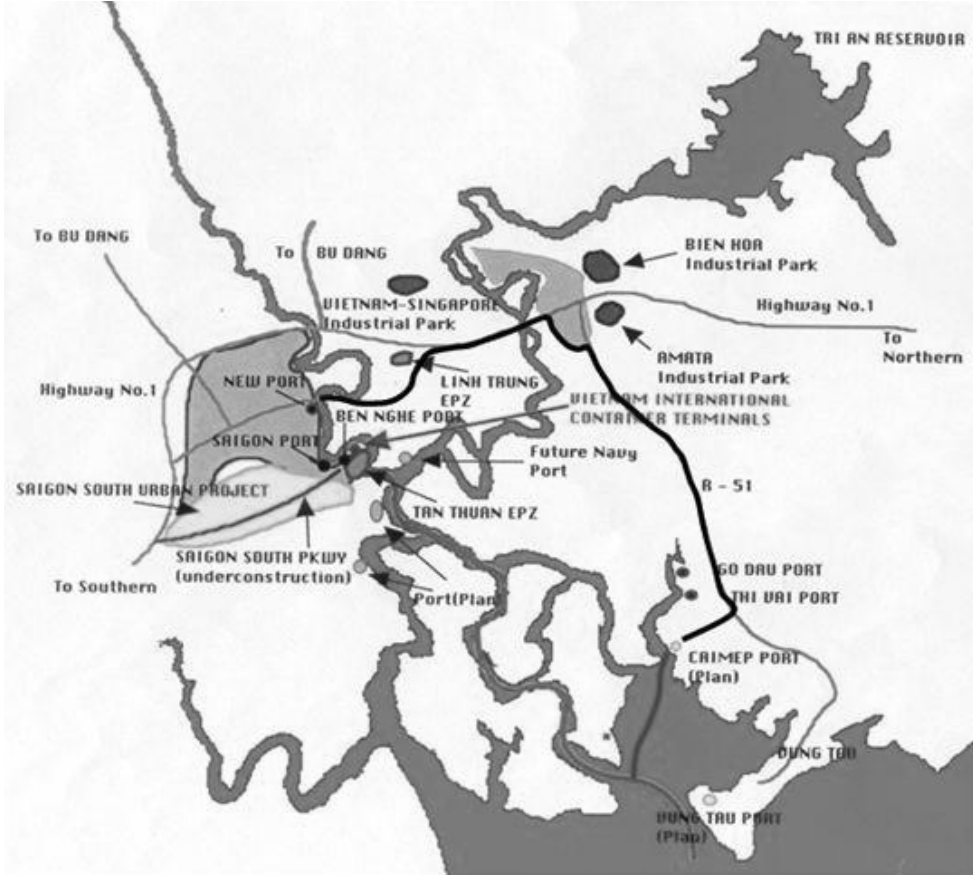 TRI AN RESERVOIR
To BU DANG
To BU DANG
BIEN HOA
Industrial Park
VIETNAM-SINGAPORE
Industrial Park
Highway No.1
To
Northern
AMATA
Industrial Park
Highway No.1
LINH TRUNG
EPZ
NEW PORT
BEN NGHE PORT
VIETNAM INTERNATIONAL
CONTAINER TERMINALS
SAIGON PORT
Future Navy
Port
SAIGON SOUTH URBAN PROJECT
R - 51
TAN THUAN EPZ
SAIGON SOUTH PKWY
(underconstruction)
To Southern
Port(Plan)
GO DAU PORT
THI VAI PORT
CAIMEP PORT
(Plan)
VUNG TAU
VUNG TAU PORT
(Plan)